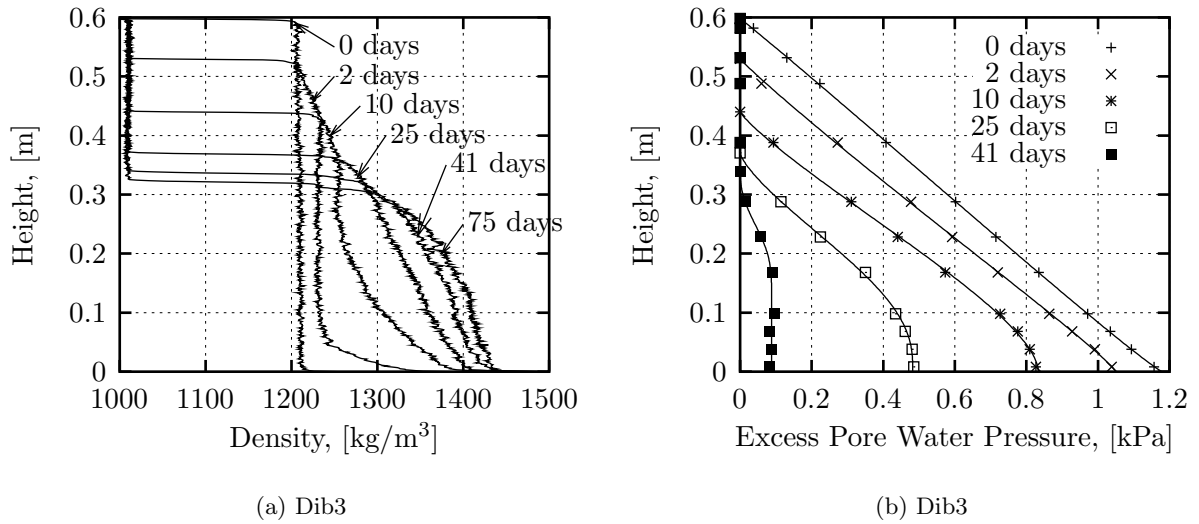 0.6
0.5
0.4
0.3
0.2
0.1
0
Height, [m]
1000 1100 1200 1300 1400 1500
Density, [kg/m³]
0 days
2 days
10 days
25 days
41 days
75 days
(a) Dib3
0.6
0.5
0.4
0.3
0.2
0.1
0
Height, [m]
0 0.2 0.4 0.6 0.8 1 1.2
Excess Pore Water Pressure, [kPa]
0 days
2 days
10 days
25 days
41 days
(b) Dib3